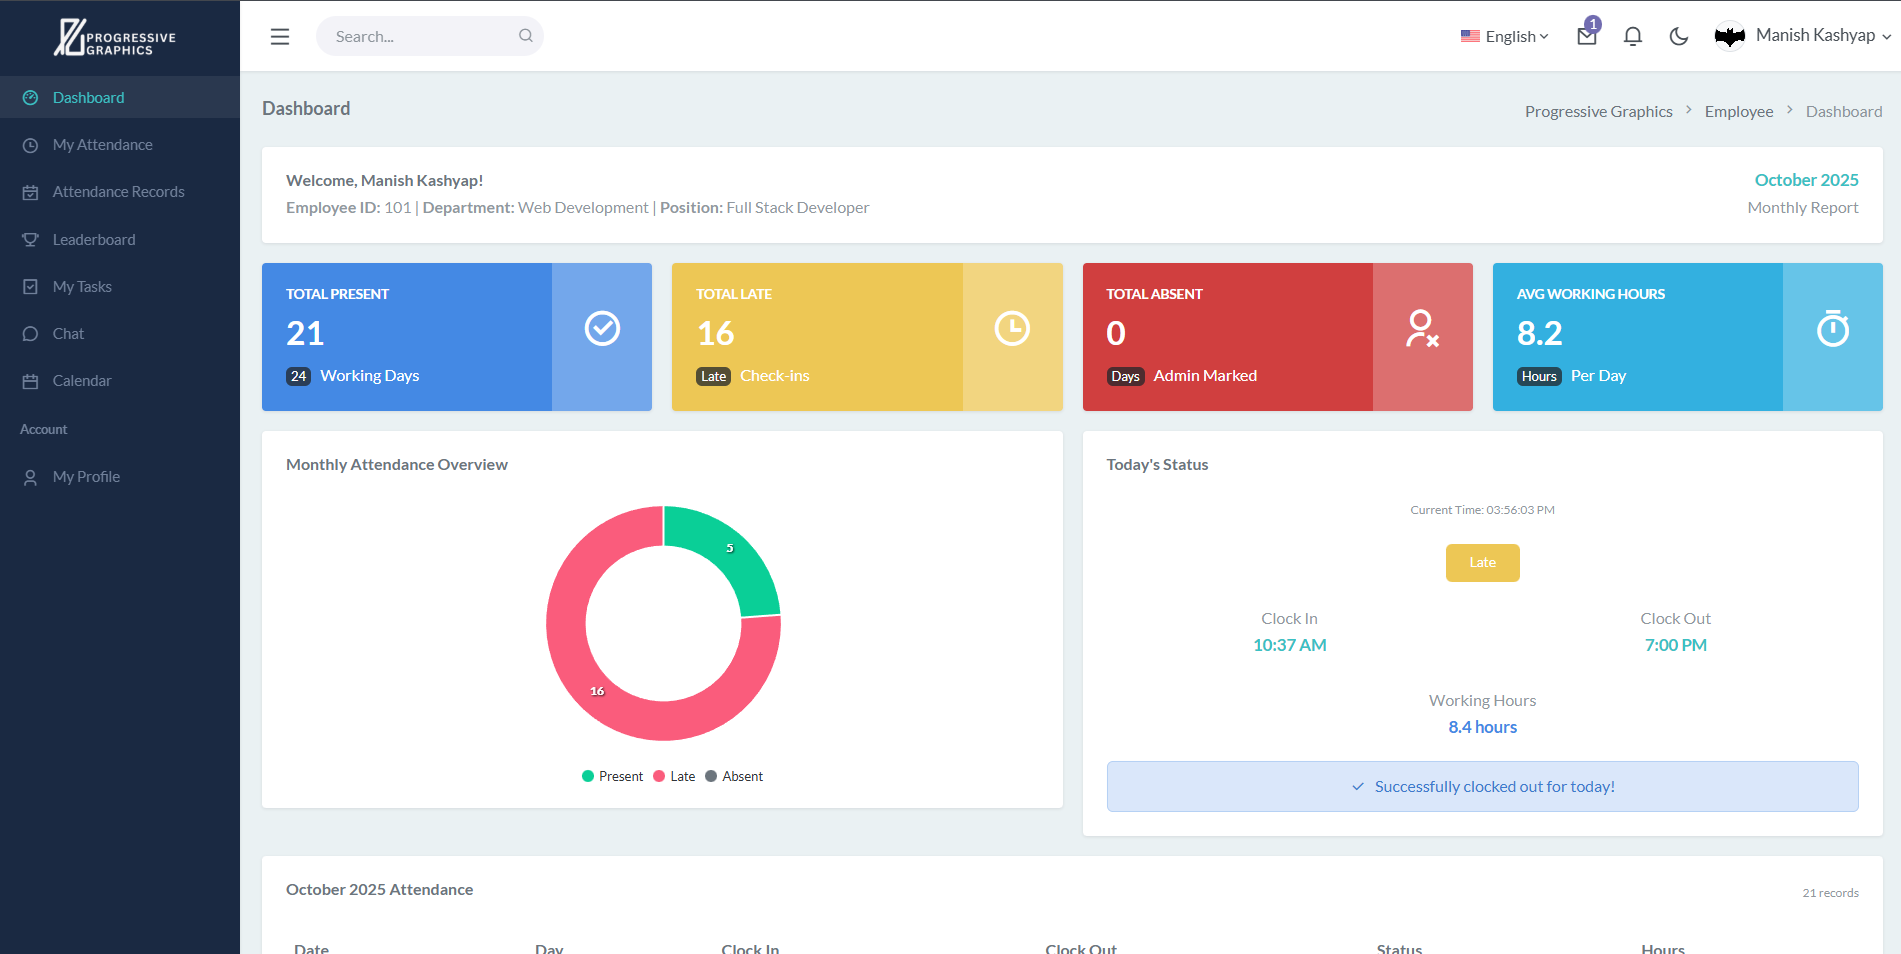 PROGRESSIVE
GRAPHICS
Search...
English
1
Manish Kashyap
Dashboard
My Attendance
Attendance Records
Leaderboard
My Tasks
Chat
Calendar
Account
My Profile
Dashboard
Progressive Graphics > Employee > Dashboard
Welcome, Manish Kashyap!
Employee ID: 101 | Department: Web Development | Position: Full Stack Developer
October 2025
Monthly Report
TOTAL PRESENT
21
24 Working Days
TOTAL LATE
16
Late Check-ins
TOTAL ABSENT
0
Days Admin Marked
AVG WORKING HOURS
8.2
Hours Per Day
Monthly Attendance Overview
5
16
Present Late Absent
Today's Status
Current Time: 03:56:03 PM
Late
Clock In
10:37 AM
Clock Out
7:00 PM
Working Hours
8.4 hours
Successfully clocked out for today!
October 2025 Attendance
21 records
Date Day Clock In Clock Out Status Hours